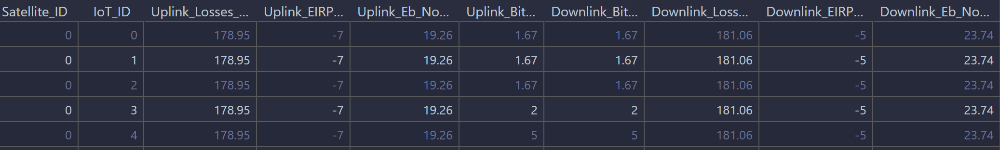 Satellite_ID IoT_ID Uplink_Losses_... Uplink_EIRP... Uplink_Eb_No... Uplink_Bit... Downlink_Bit... Downlink_Loss... Downlink_EIRP... Downlink_Eb_No...
0 0 178.95 -7 19.26 1.67 1.67 181.06 -5 23.74
0 1 178.95 -7 19.26 1.67 1.67 181.06 -5 23.74
0 2 178.95 -7 19.26 1.67 1.67 181.06 -5 23.74
0 3 178.95 -7 19.26 2 2 181.06 -5 23.74
0 4 178.95 -7 19.26 5 5 181.06 -5 23.74